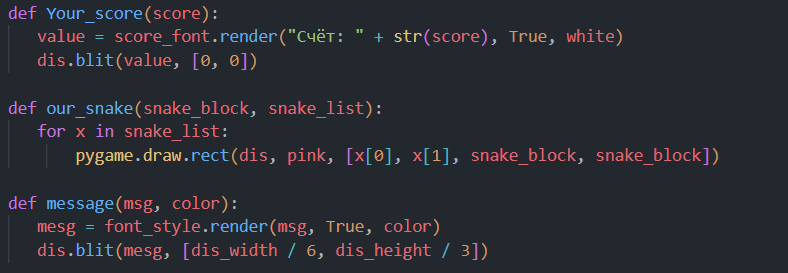 def Your_score(score):
value = score_font.render("Счёт: " + str(score), True, white)
dis.blit(value, [0, 0])
def our_snake(snake_block, snake_list):
for x in snake_list:
pygame.draw.rect(dis, pink, [x[0], x[1], snake_block, snake_block])
def message(msg, color):
mesg = font_style.render(msg, True, color)
dis.blit(mesg, [dis_width / 6, dis_height / 3])